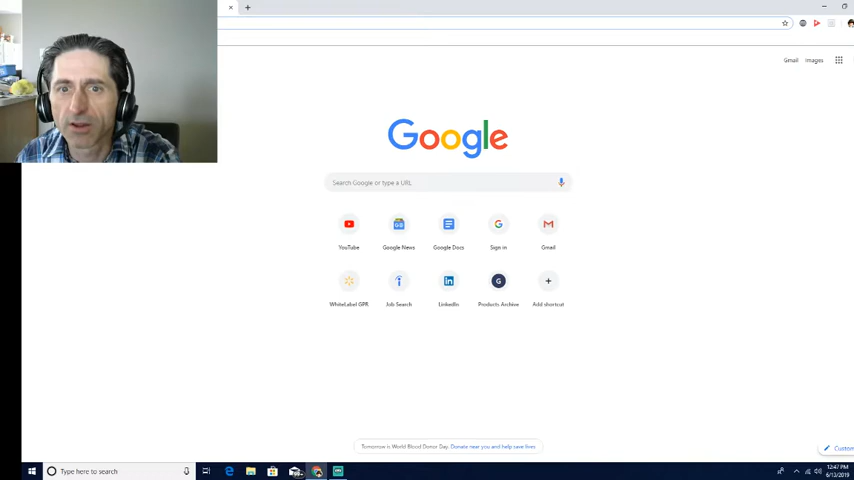 Gmail Images
Google
Search Google or type a URL
YouTube Google News Google Docs Sign in Gmail
WhiteLabel GPR Job Search LinkedIn Products Archive Add shortcut
Tomorrow is World Blood Donor Day. Donate near you and help save lives
Custom
Type here to search
12:47 PM
6/13/2019